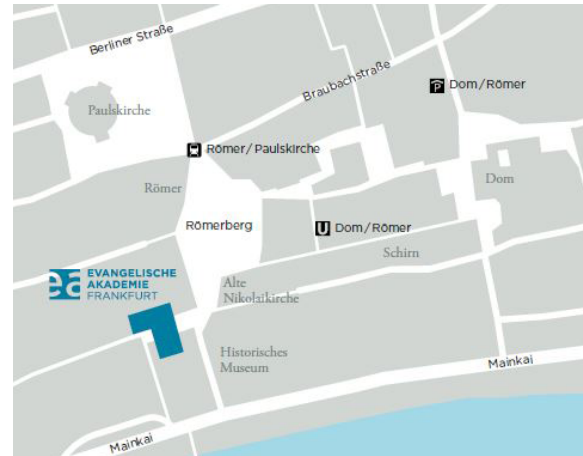 Berliner Straße
Braubachstraße
Dom/Römer
Paulskirche
Römer/Paulskirche
Römer
Dom
Römerberg
Dom/Römer
Schirn
EVANGELISCHE
AKADEMIE
FRANKFURT
Alte
Nikolaikirche
Historisches
Museum
Mainkai
Mainkai